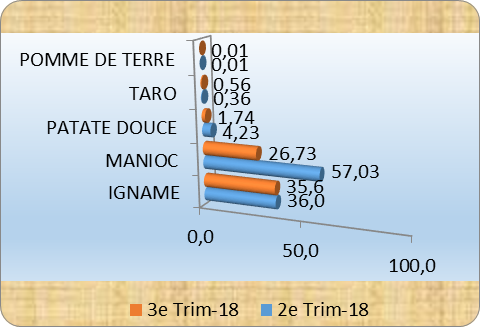 POMME DE TERRE 0,01
0,01
TARO 0,56
0,36
PATATE DOUCE 1,74
4,23
MANIOC 26,73
57,03
IGNAME 35,6
36,0
0,0 50,0 100,0
3e Trim-18 2e Trim-18